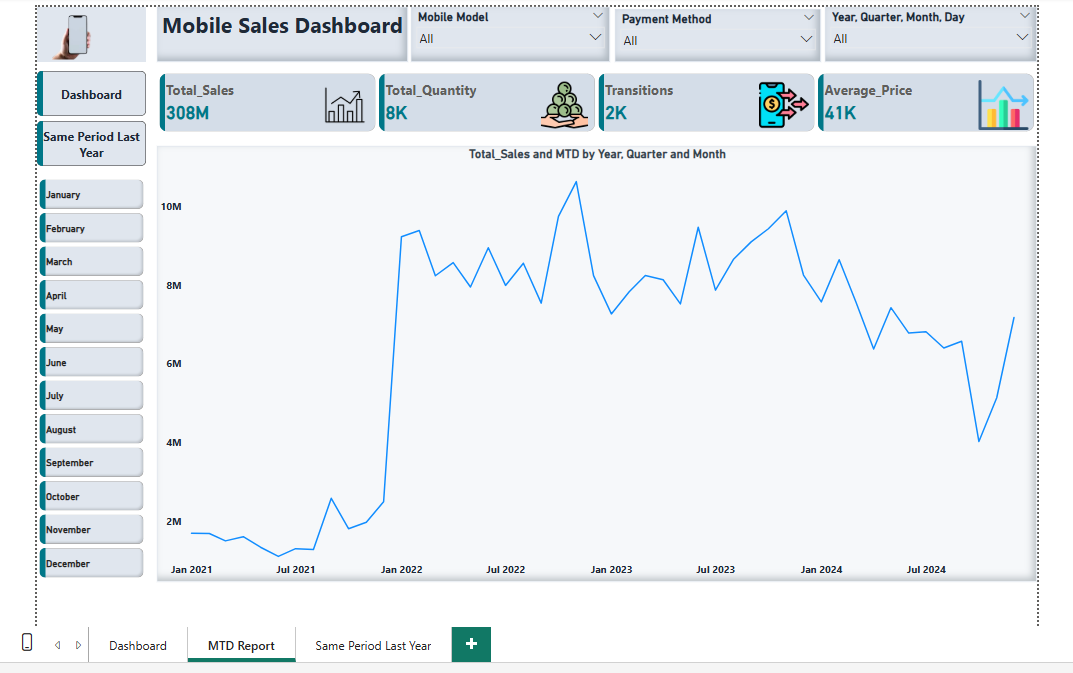 Mobile Sales Dashboard
Mobile Model
All
Payment Method
All
Year, Quarter, Month, Day
All
Dashboard
Same Period Last
Year
Total_Sales
308M
Total_Quantity
8K
Transitions
2K
Average_Price
41K
January
February
March
April
May
June
July
August
September
October
November
December
Total_Sales and MTD by Year, Quarter and Month
10M
8M
6M
4M
2M
Jan 2021 Jul 2021 Jan 2022 Jul 2022 Jan 2023 Jul 2023 Jan 2024 Jul 2024
Dashboard MTD Report Same Period Last Year +